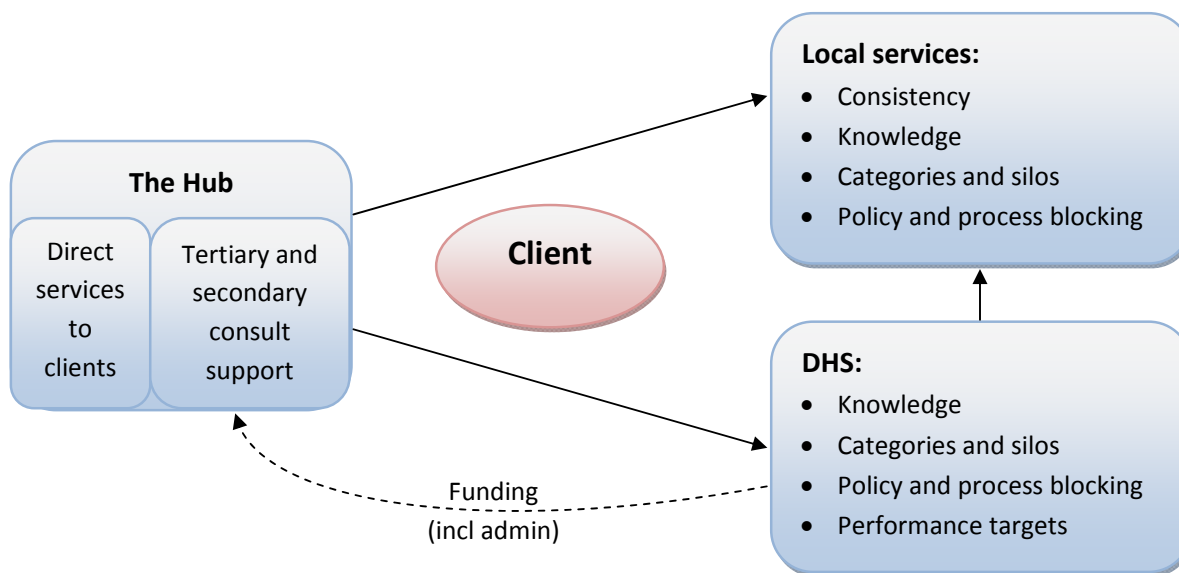 The Hub
Direct
services
to
clients
Tertiary and
secondary
consult
support
Client
Local services:
• Consistency
• Knowledge
• Categories and silos
• Policy and process blocking
DHS:
• Knowledge
• Categories and silos
• Policy and process blocking
• Performance targets
Funding
(incl admin)